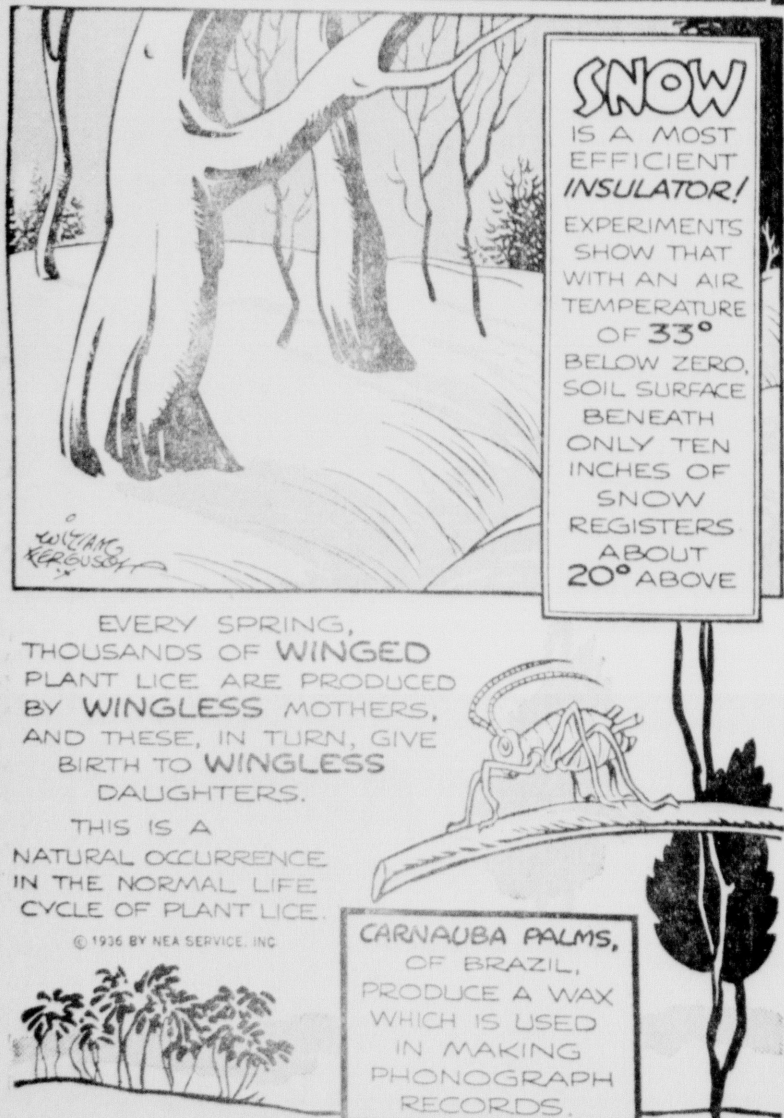 SNOW
IS A MOST
EFFICIENT
INSULATOR!
EXPERIMENTS
SHOW THAT
WITH AN AIR
TEMPERATURE
OF 33°
BELOW ZERO,
SOIL SURFACE
BENEATH
ONLY TEN
INCHES OF
SNOW
REGISTERS
ABOUT
20° ABOVE
WILLIAM
FERGUSON
EVERY SPRING,
THOUSANDS OF WINGED
PLANT LICE ARE PRODUCED
BY WINGLESS MOTHERS,
AND THESE, IN TURN, GIVE
BIRTH TO WINGLESS
DAUGHTERS.
THIS IS A
NATURAL OCCURRENCE
IN THE NORMAL LIFE
CYCLE OF PLANT LICE.
© 1936 BY NEA SERVICE, INC
CARNAUBA PALMS,
OF BRAZIL,
PRODUCE A WAX
WHICH IS USED
IN MAKING
PHONOGRAPH
RECORDS.